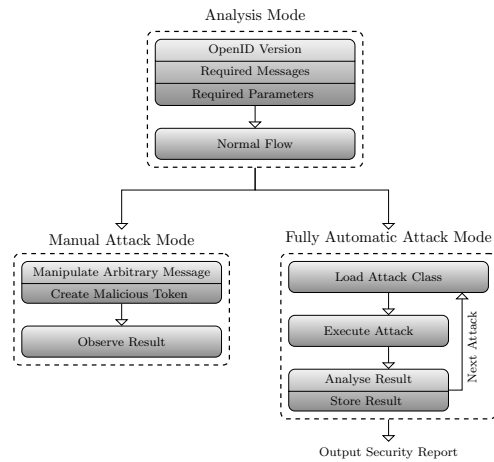 Analysis Mode
OpenID Version
Required Messages
Required Parameters
Normal Flow
Manual Attack Mode
Manipulate Arbitrary Message
Create Malicious Token
Observe Result
Fully Automatic Attack Mode
Load Attack Class
Execute Attack
Analyse Result
Store Result
Next Attack
Output Security Report